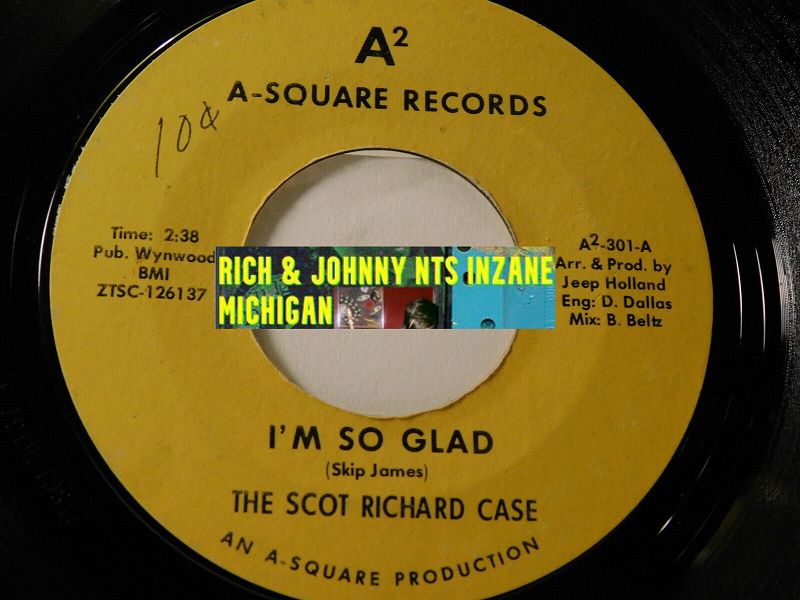 A²
A-SQUARE RECORDS
10¢
Time: 2:38
Pub. Wynwood
BMI
ZTSC-126137
RICH & JOHNNY NTS INZANE
MICHIGAN
A²-301-A
Arr. & Prod. by
Jeep Holland
Eng: D. Dallas
Mix: B. Beltz
I'M SO GLAD
(Skip James)
THE SCOT RICHARD CASE
AN A-SQUARE PRODUCTION